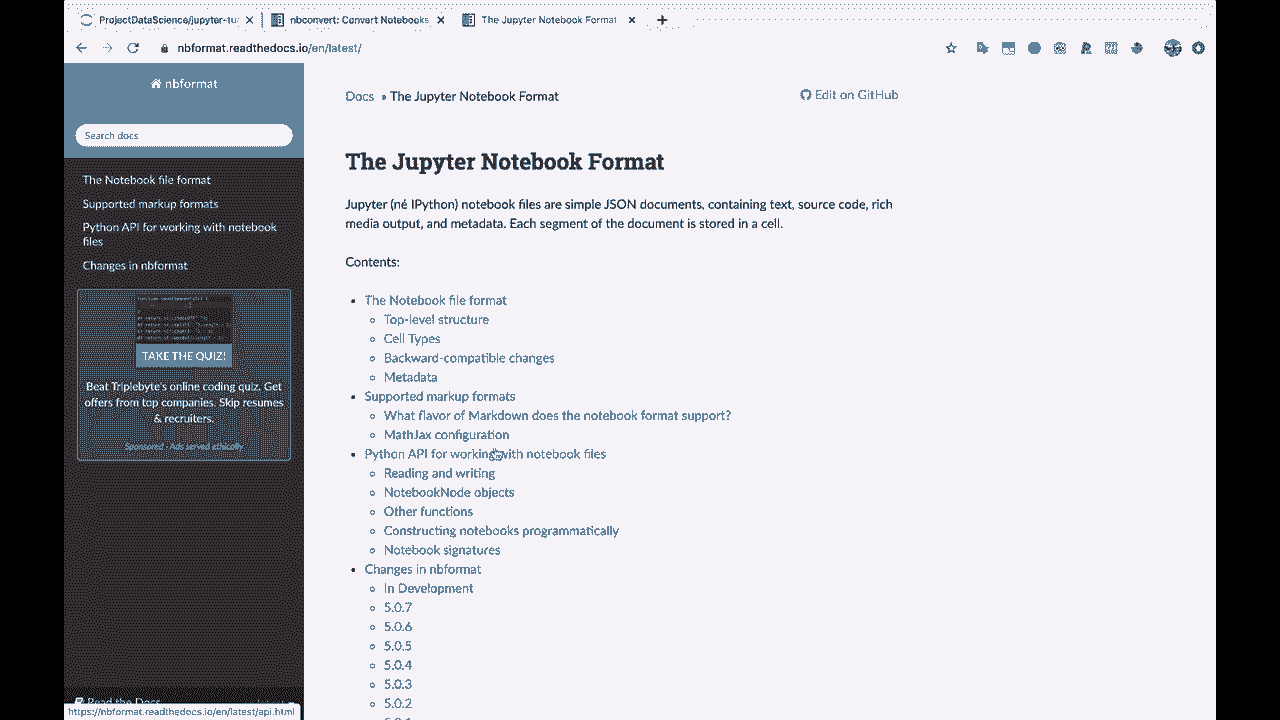 ProjectDataScience/jupyter-tu
nbconvert: Convert Notebooks
The Jupyter Notebook Format
nbformat.readthedocs.io/en/latest/
nbformat
Search docs
The Notebook file format
Supported markup formats
Python API for working with notebook
files
Changes in nbformat
TAKE THE QUIZ!
Beat Triplebyte's online coding quiz. Get
offers from top companies. Skip resumes
& recruiters.
Sponsored · Ads served ethically
Read the Docs
https://nbformat.readthedocs.io/en/latest/api.html
Docs » The Jupyter Notebook Format
Edit on GitHub
The Jupyter Notebook Format
Jupyter (né IPython) notebook files are simple JSON documents, containing text, source code, rich
media output, and metadata. Each segment of the document is stored in a cell.
Contents:
• The Notebook file format
◦ Top-level structure
◦ Cell Types
◦ Backward-compatible changes
◦ Metadata
• Supported markup formats
◦ What flavor of Markdown does the notebook format support?
◦ MathJax configuration
• Python API for working with notebook files
◦ Reading and writing
◦ NotebookNode objects
◦ Other functions
◦ Constructing notebooks programmatically
◦ Notebook signatures
• Changes in nbformat
◦ In Development
◦ 5.0.7
◦ 5.0.6
◦ 5.0.5
◦ 5.0.4
◦ 5.0.3
◦ 5.0.2